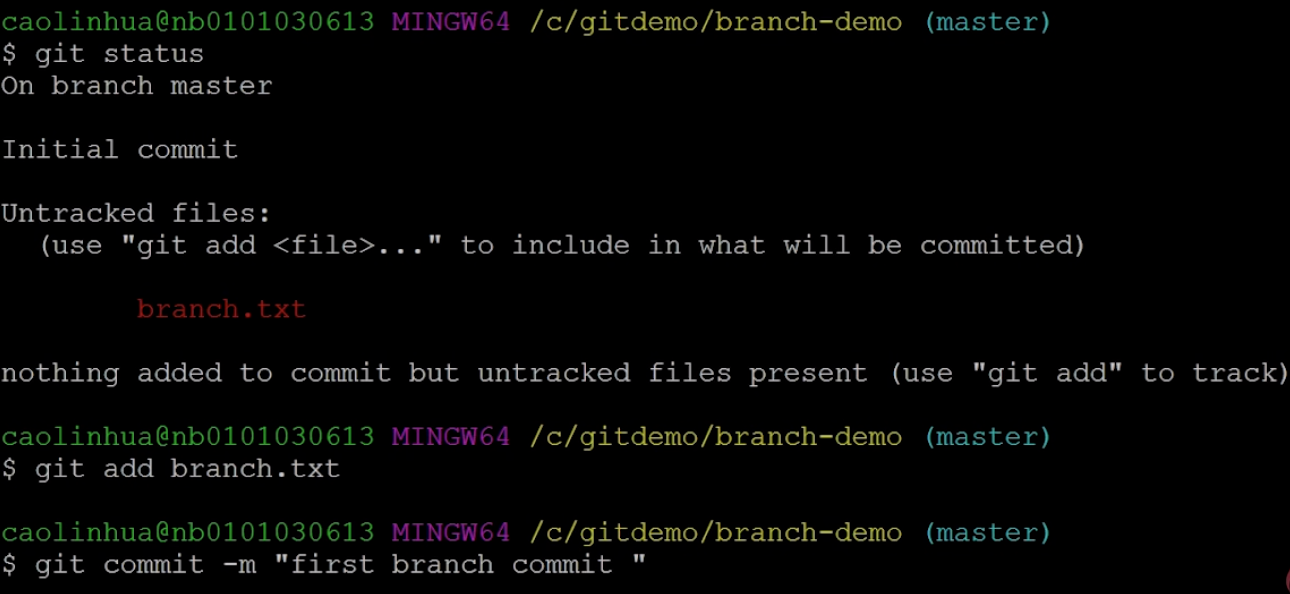 caolinhua@nb0101030613 MINGW64 /c/gitdemo/branch-demo (master)
$ git status
On branch master
Initial commit
Untracked files:
  (use "git add <file>..." to include in what will be committed)
        branch.txt
nothing added to commit but untracked files present (use "git add" to track)
caolinhua@nb0101030613 MINGW64 /c/gitdemo/branch-demo (master)
$ git add branch.txt
caolinhua@nb0101030613 MINGW64 /c/gitdemo/branch-demo (master)
$ git commit -m "first branch commit "